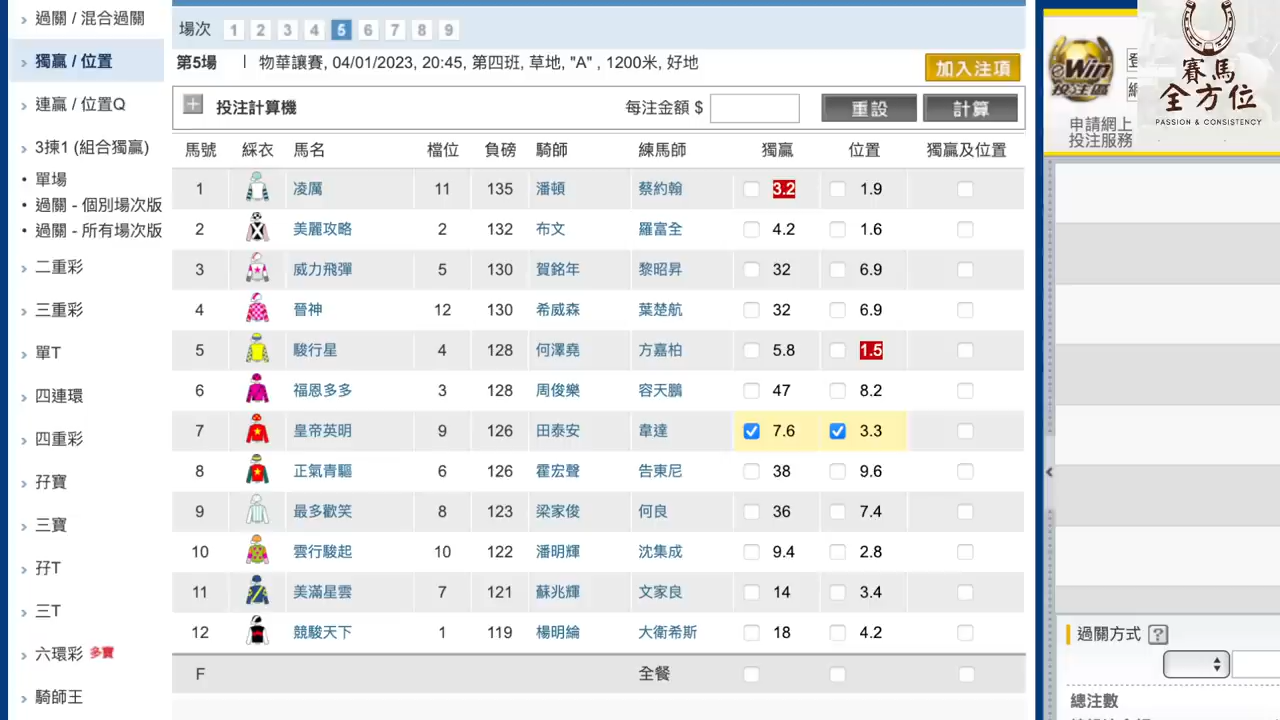 過關 / 混合過關
獨贏 / 位置
連贏 / 位置Q
3揀1 (組合獨贏)
單場
過關 - 個別場次版
過關 - 所有場次版
二重彩
三重彩
單T
四連環
四重彩
孖寶
三寶
孖T
三T
六環彩 多寶
騎師王
場次 1 2 3 4 5 6 7 8 9
第5場 | 物華讓賽, 04/01/2023, 20:45, 第四班, 草地, "A" , 1200米, 好地
加入注項
投注計算機 每注金額 $ 重設 計算
馬號 綵衣 馬名 檔位 負磅 騎師 練馬師 獨贏 位置 獨贏及位置
1 凌厲 11 135 潘頓 蔡約翰 3.2 1.9
2 美麗攻略 2 132 布文 羅富全 4.2 1.6
3 威力飛彈 5 130 賀銘年 黎昭昇 32 6.9
4 晉神 12 130 希威森 葉楚航 32 6.9
5 駿行星 4 128 何澤堯 方嘉柏 5.8 1.5
6 福恩多多 3 128 周俊樂 容天鵬 47 8.2
7 皇帝英明 9 126 田泰安 韋達 7.6 3.3
8 正氣青驅 6 126 霍宏聲 告東尼 38 9.6
9 最多歡笑 8 123 梁家俊 何良 36 7.4
10 雲行駿起 10 122 潘明輝 沈集成 9.4 2.8
11 美滿星雲 7 121 蘇兆輝 文家良 14 3.4
12 競駿天下 1 119 楊明綸 大衛希斯 18 4.2
F 全餐
eWin
投注區
登
網
申請網上
投注服務
賽馬
全方位
PASSION & CONSISTENCY
過關方式 ?
總注數